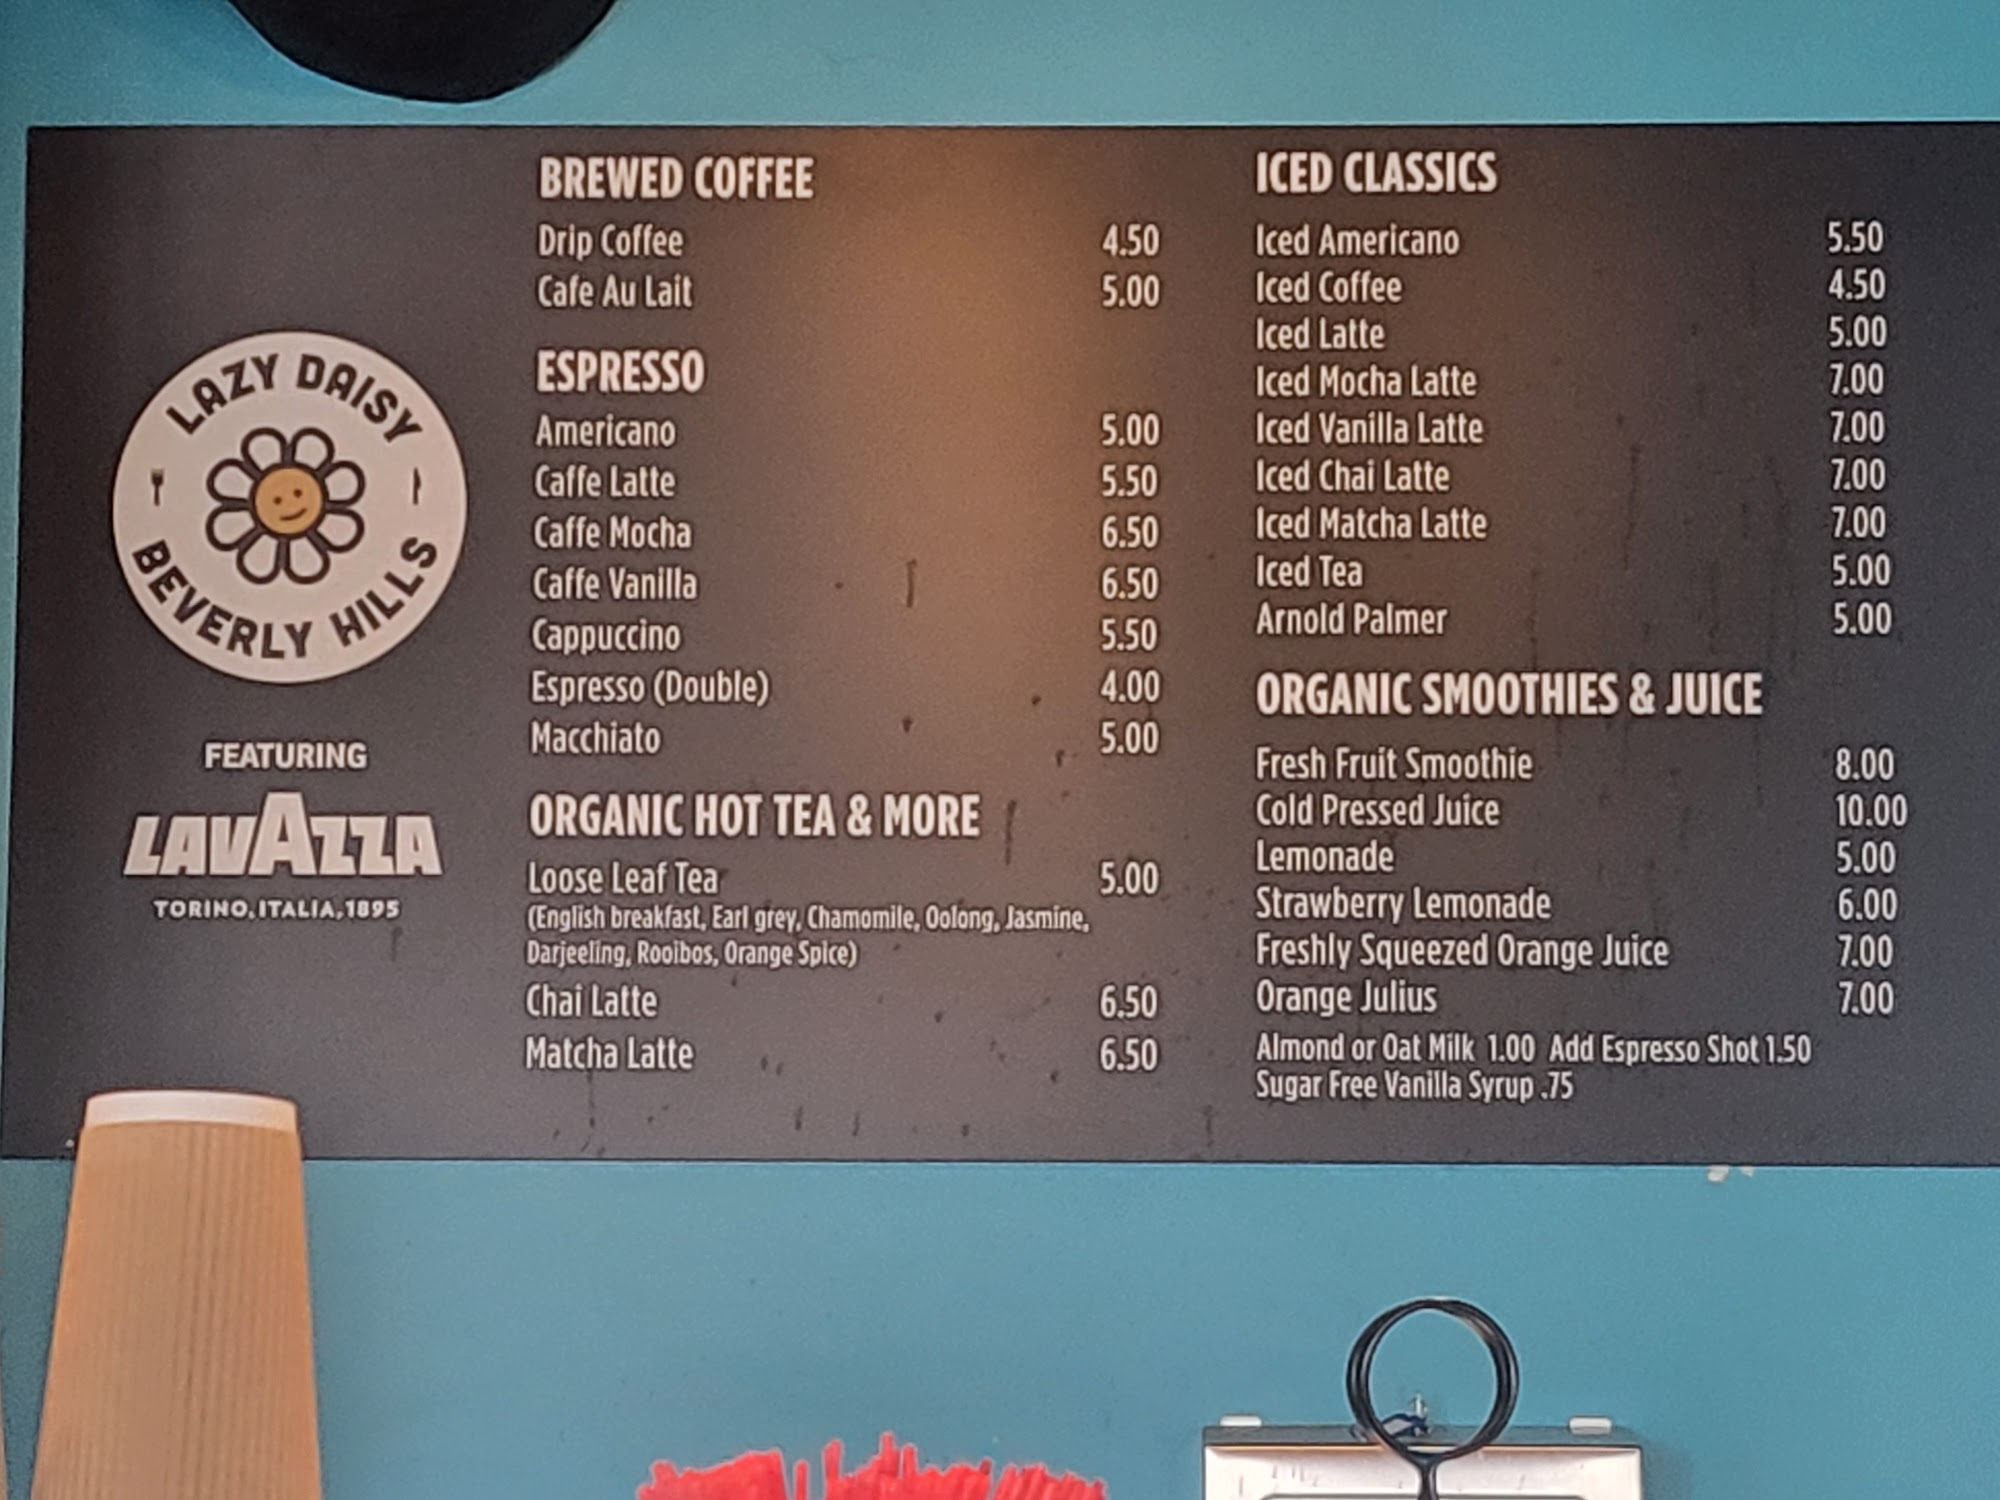 LAZY DAISY
BEVERLY HILLS
FEATURING
LAVAZZA
TORINO, ITALIA, 1895
BREWED COFFEE
Drip Coffee 4.50
Cafe Au Lait 5.00
ESPRESSO
Americano 5.00
Caffe Latte 5.50
Caffe Mocha 6.50
Caffe Vanilla 6.50
Cappuccino 5.50
Espresso (Double) 4.00
Macchiato 5.00
ORGANIC HOT TEA & MORE
Loose Leaf Tea 5.00
(English breakfast, Earl grey, Chamomile, Oolong, Jasmine,
Darjeeling, Rooibos, Orange Spice)
Chai Latte 6.50
Matcha Latte 6.50
ICED CLASSICS
Iced Americano 5.50
Iced Coffee 4.50
Iced Latte 5.00
Iced Mocha Latte 7.00
Iced Vanilla Latte 7.00
Iced Chai Latte 7.00
Iced Matcha Latte 7.00
Iced Tea 5.00
Arnold Palmer 5.00
ORGANIC SMOOTHIES & JUICE
Fresh Fruit Smoothie 8.00
Cold Pressed Juice 10.00
Lemonade 5.00
Strawberry Lemonade 6.00
Freshly Squeezed Orange Juice 7.00
Orange Julius 7.00
Almond or Oat Milk 1.00 Add Espresso Shot 1.50
Sugar Free Vanilla Syrup .75